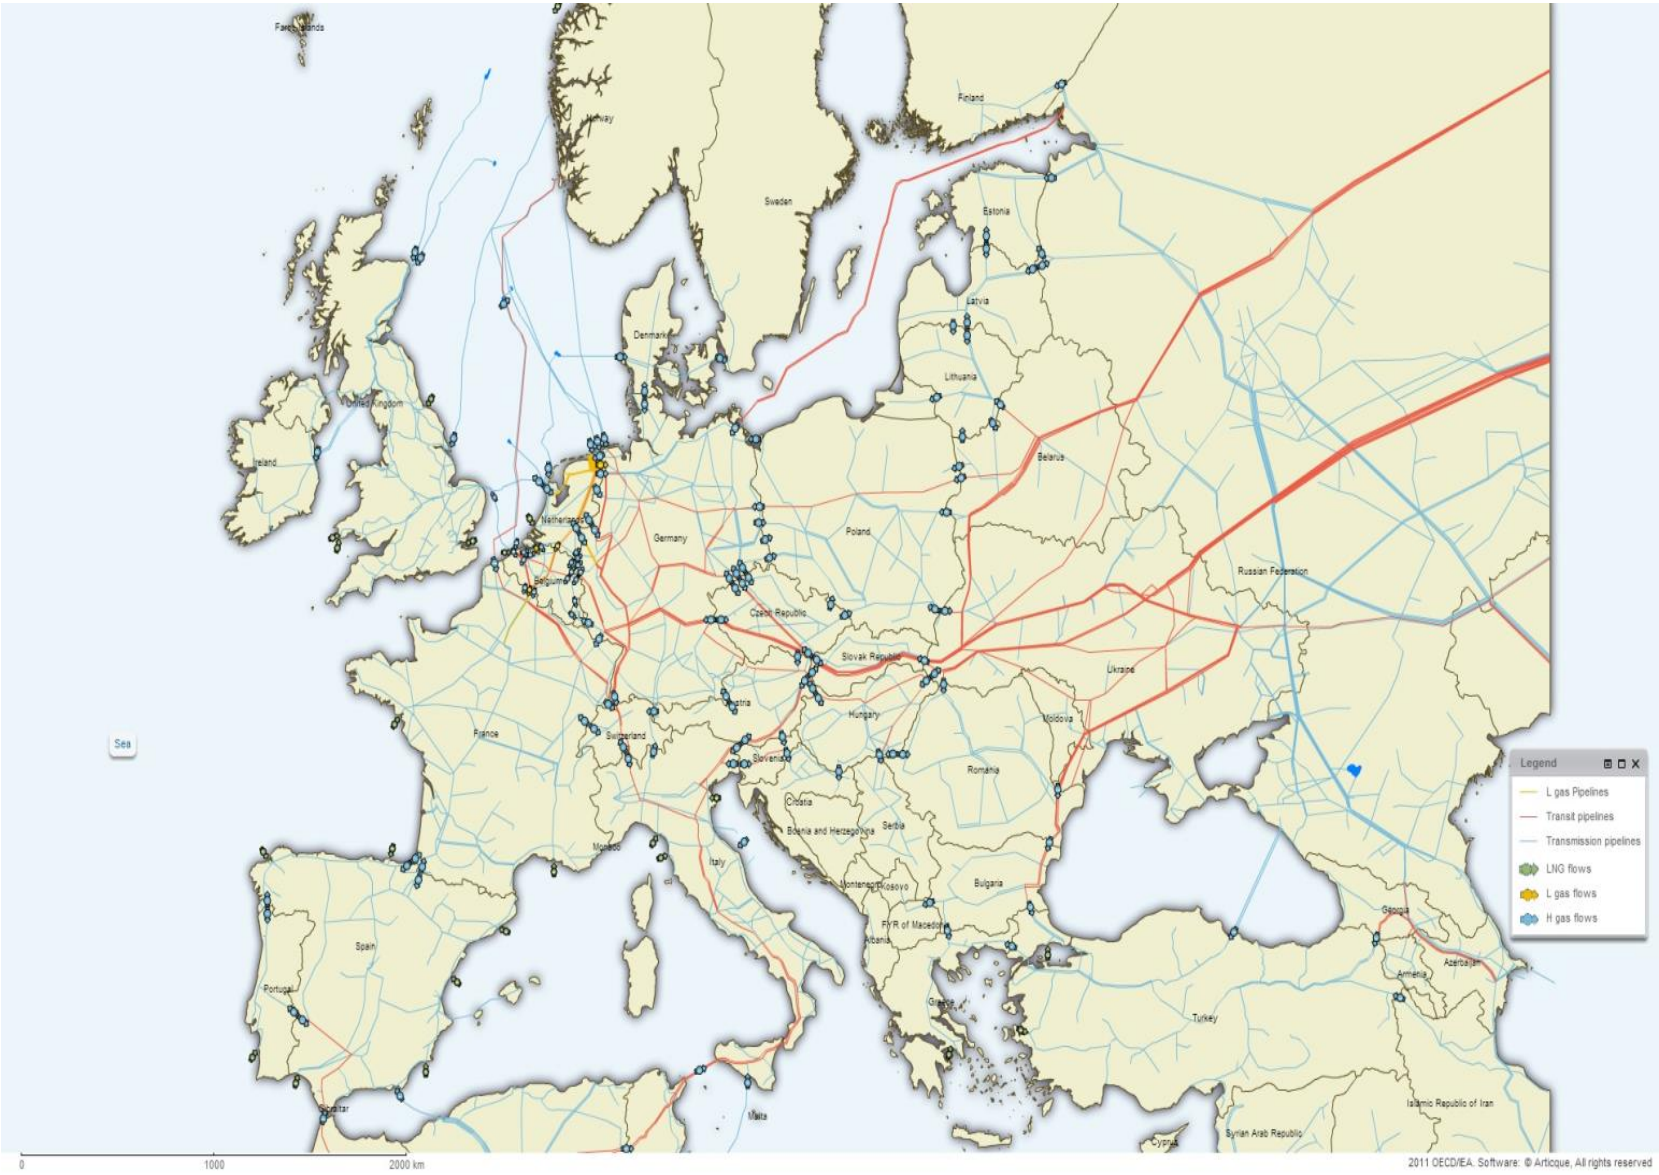 Faroe Islands
Finland
Norway
Sweden
Estonia
Latvia
Denmark
Lithuania
United Kingdom
Ireland
Belarus
Netherlands
Poland
Germany
Russian Federation
Belgium
Czech Republic
Slovak Republic
Ukraine
Austria
Hungary
Moldova
France
Switzerland
Sea
Slovenia
Romania
Legend
L gas Pipelines
Croatia
Transit pipelines
Serbia
Bosnia and Herzegovina
Transmission pipelines
Monaco
Italy
LNG flows
Montenegro
Kosovo
Bulgaria
L gas flows
Georgia
H gas flows
FYR of Macedonia
Albania
Spain
Azerbaijan
Armenia
Portugal
Greece
Turkey
Gibraltar
Malta
Islamic Republic of Iran
Syrian Arab Republic
Cyprus
0 1000 2000 km
2011 OECD/IEA. Software: © Articque, All rights reserved